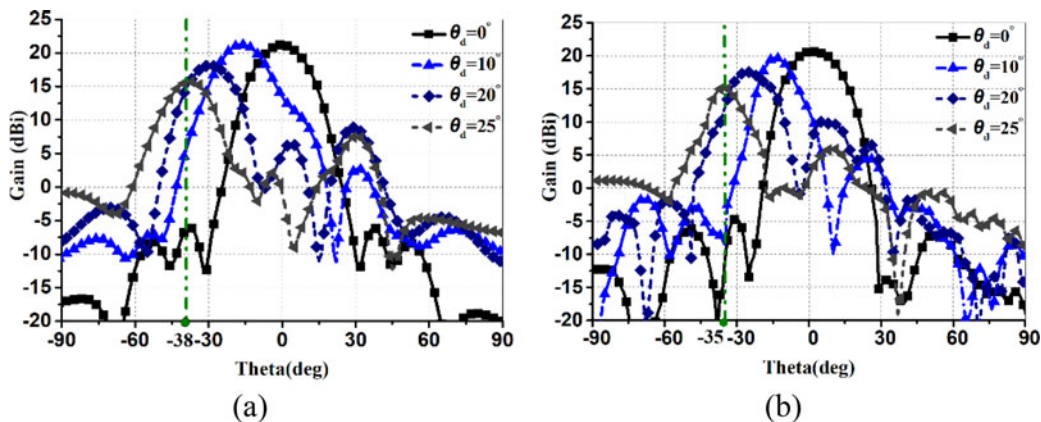 25
20
15
10
5
0
-5
-10
-15
-20
Gain (dBi)
-90 -60 -38 -30 0 30 60 90
Theta(deg)
θd=0°
θd=10°
θd=20°
θd=25°
(a)
25
20
15
10
5
0
-5
-10
-15
-20
Gain (dBi)
-90 -60 -35 -30 0 30 60 90
Theta(deg)
θd=0°
θd=10°
θd=20°
θd=25°
(b)